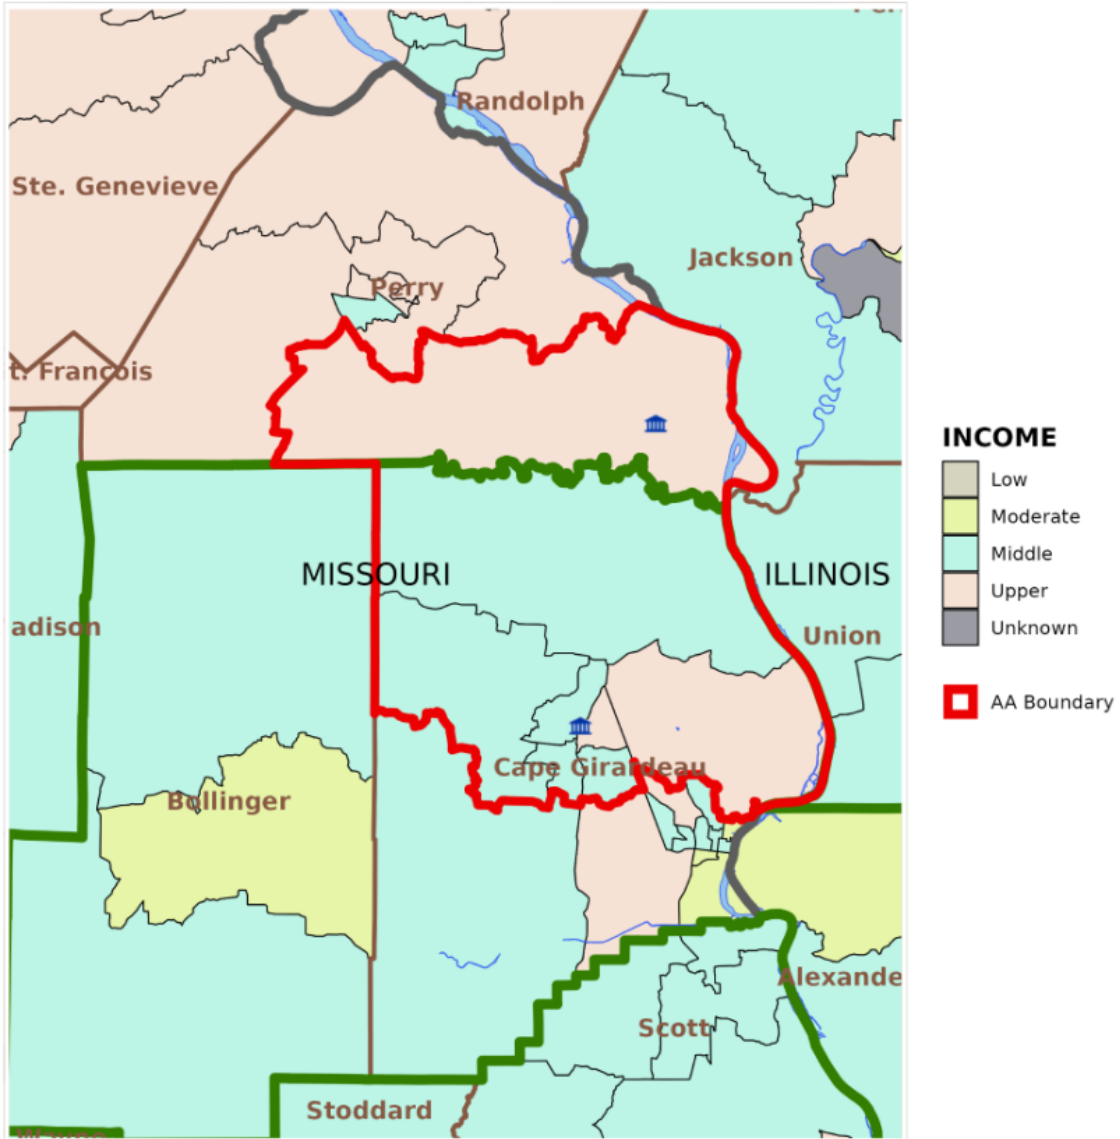 Randolph
Ste. Genevieve
Jackson
Perry
t. Francois
INCOME
Low
Moderate
Middle
MISSOURI
ILLINOIS
Upper
adison
Unknown
Union
AA Boundary
Cape Girardeau
Bollinger
Alexande
Scott
Stoddard